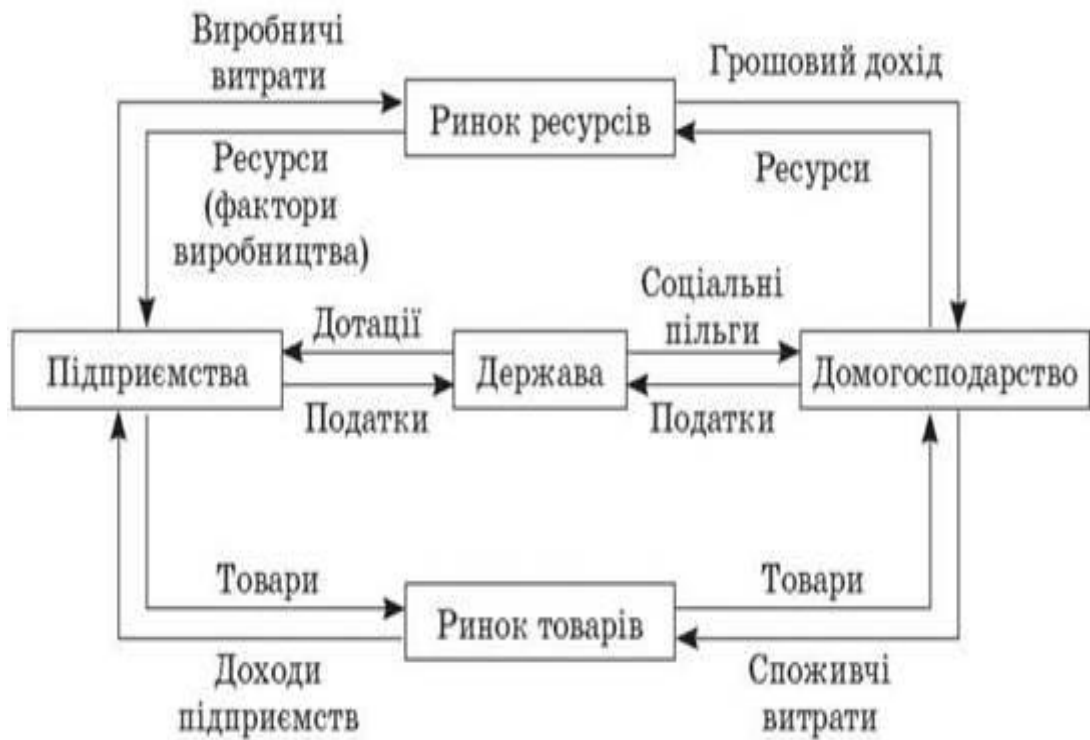 Виробничі
витрати
Грошовий дохід
Ринок ресурсів
Ресурси
(фактори
виробництва)
Ресурси
Дотації
Соціальні
пільги
Підприємства
Держава
Домогосподарство
Податки
Податки
Товари
Товари
Ринок товарів
Доходи
підприємств
Споживчі
витрати